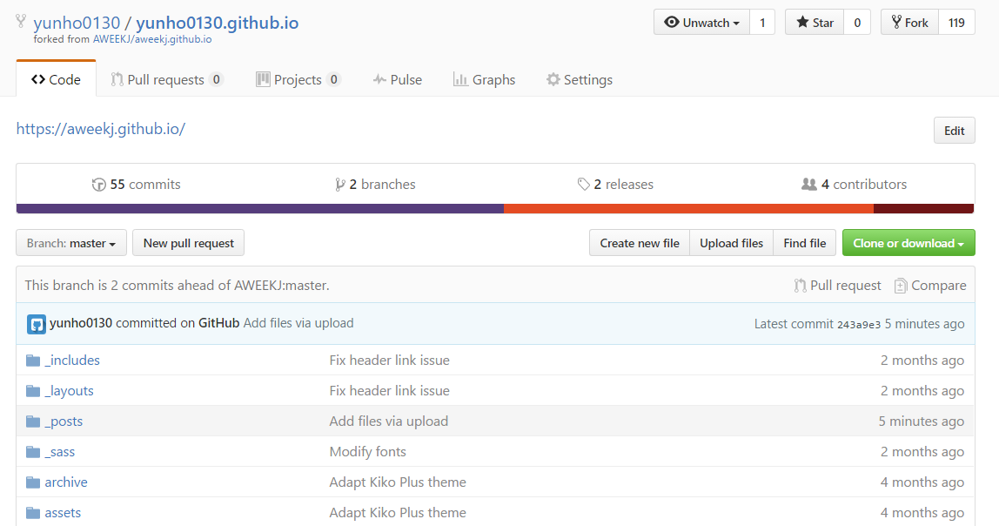 yunho0130 / yunho0130.github.io
Unwatch 1 Star 0 Fork 119
forked from AWEEKJ/aweekj.github.io
Code Pull requests 0 Projects 0 Pulse Graphs Settings
https://aweekj.github.io/ Edit
55 commits 2 branches 2 releases 4 contributors
Branch: master New pull request Create new file Upload files Find file Clone or download
This branch is 2 commits ahead of AWEEKJ:master. Pull request Compare
yunho0130 committed on GitHub Add files via upload Latest commit 243a9e3 5 minutes ago
_includes Fix header link issue 2 months ago
_layouts Fix header link issue 2 months ago
_posts Add files via upload 5 minutes ago
_sass Modify fonts 2 months ago
archive Adapt Kiko Plus theme 4 months ago
assets Adapt Kiko Plus theme 4 months ago